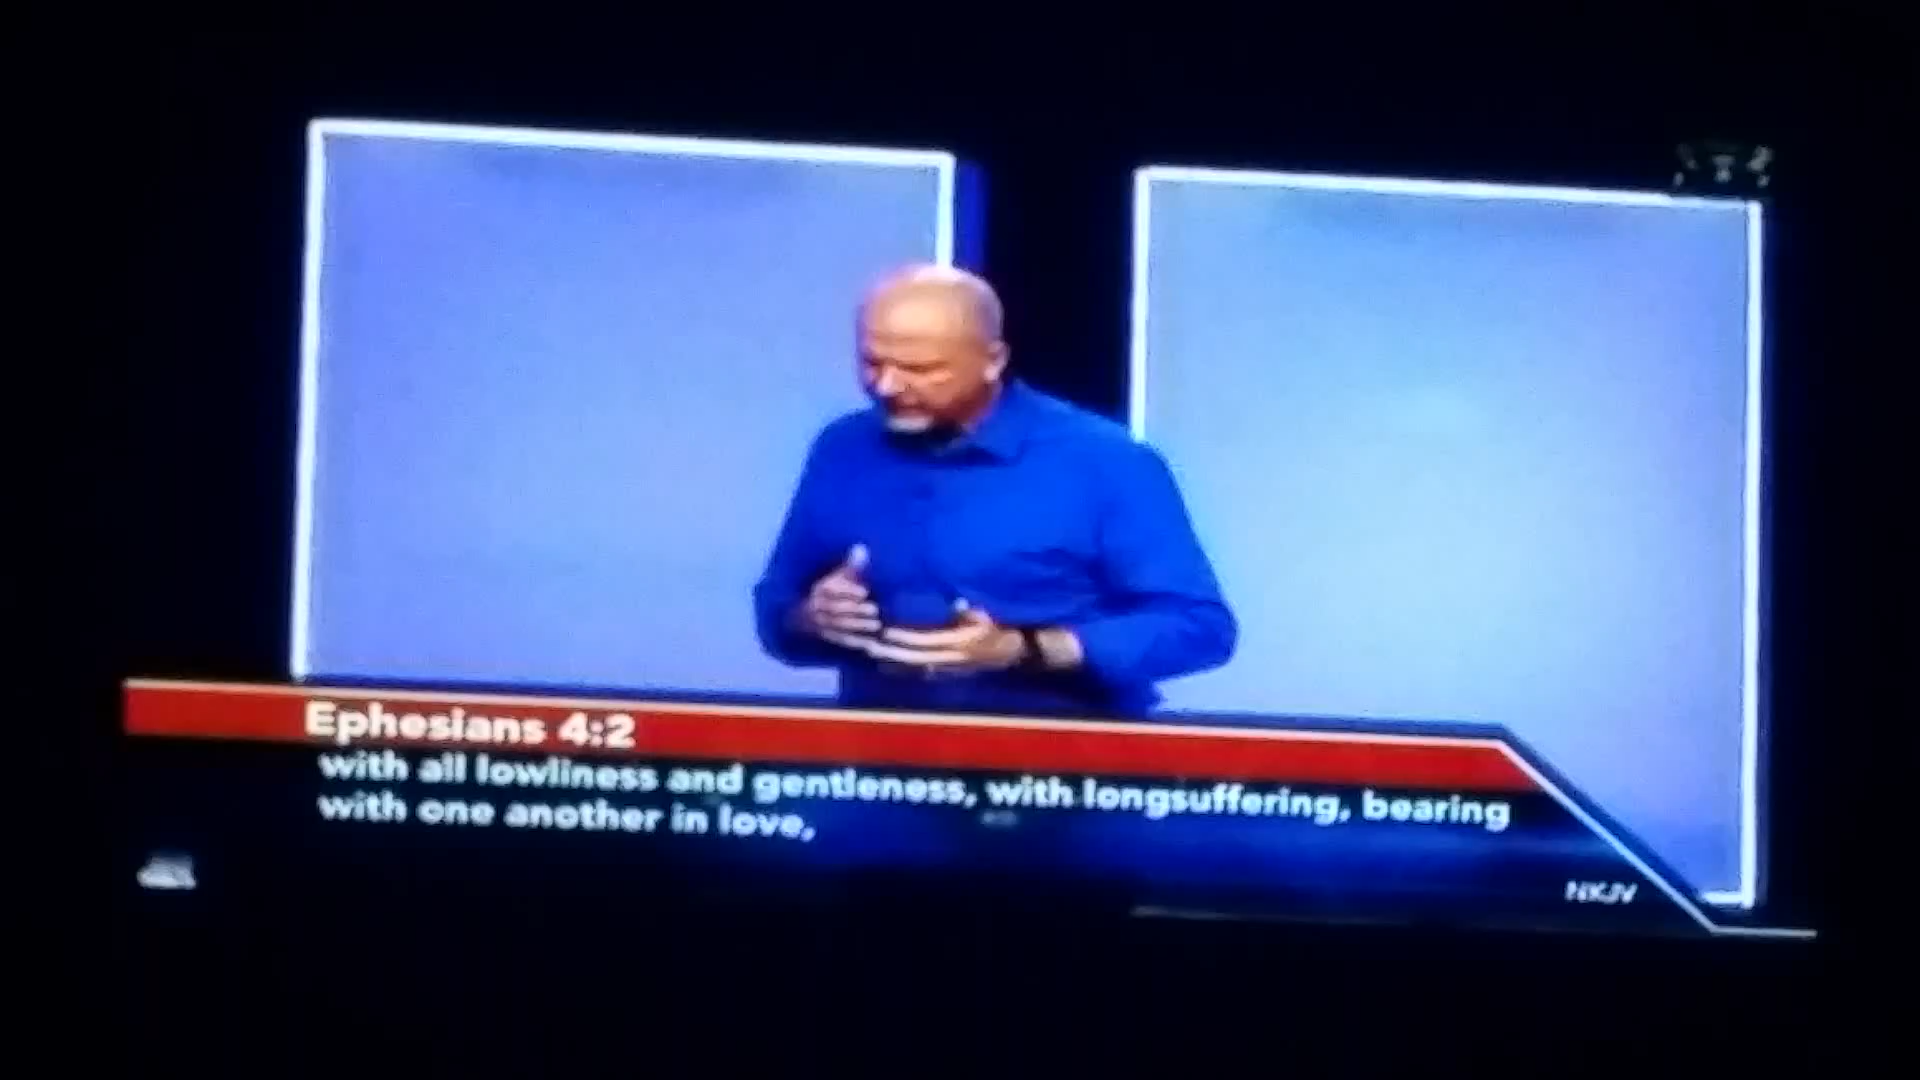 Ephesians 4:2
with all lowliness and gentleness, with longsuffering, bearing
with one another in love,
NKJV